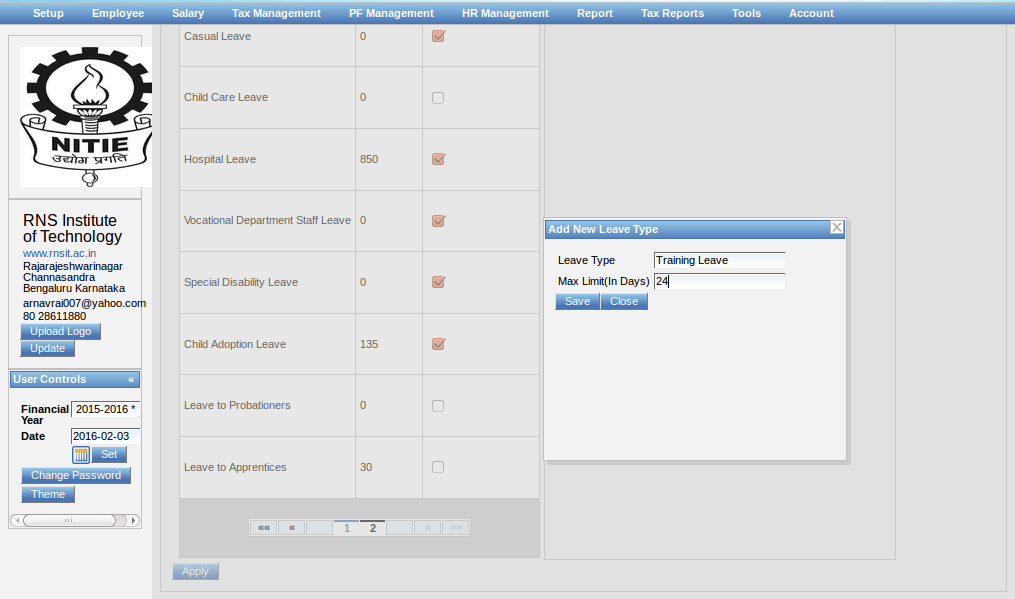 Setup Employee Salary Tax Management PF Management HR Management Report Tax Reports Tools Account
NITIE
उद्योग प्रगति
RNS Institute
of Technology
www.rnsit.ac.in
Rajarajeshwarinagar
Channasandra
Bengaluru Karnataka
arnavrai007@yahoo.com
80 28611880
Upload Logo
Update
User Controls «
Financial Year 2015-2016 *
Date 2016-02-03
Set
Change Password
Theme
Casual Leave 0
Child Care Leave 0
Hospital Leave 850
Vocational Department Staff Leave 0
Special Disability Leave 0
Child Adoption Leave 135
Leave to Probationers 0
Leave to Apprentices 30
«« « 1 2 » »»
Apply
Add New Leave Type
Leave Type Training Leave
Max Limit(In Days) 24
Save Close